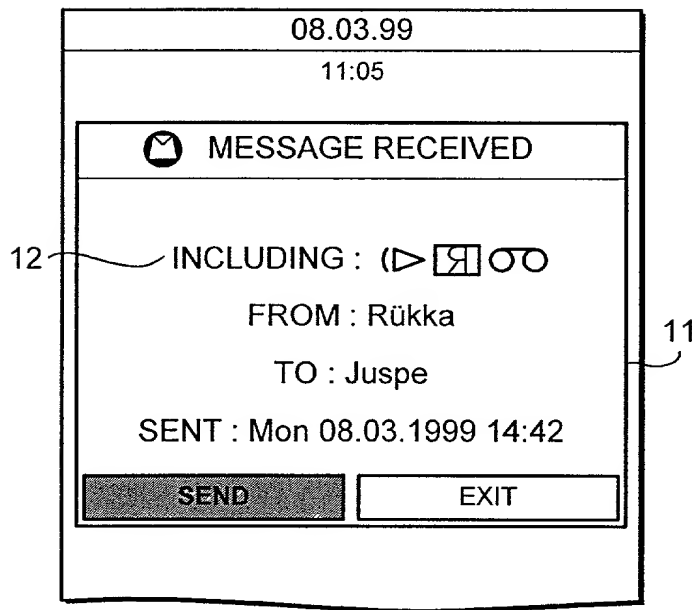 08.03.99
11:05
MESSAGE RECEIVED
12
INCLUDING : Я
FROM : Rükka
11
TO : Juspe
SENT : Mon 08.03.1999 14:42
SEND EXIT